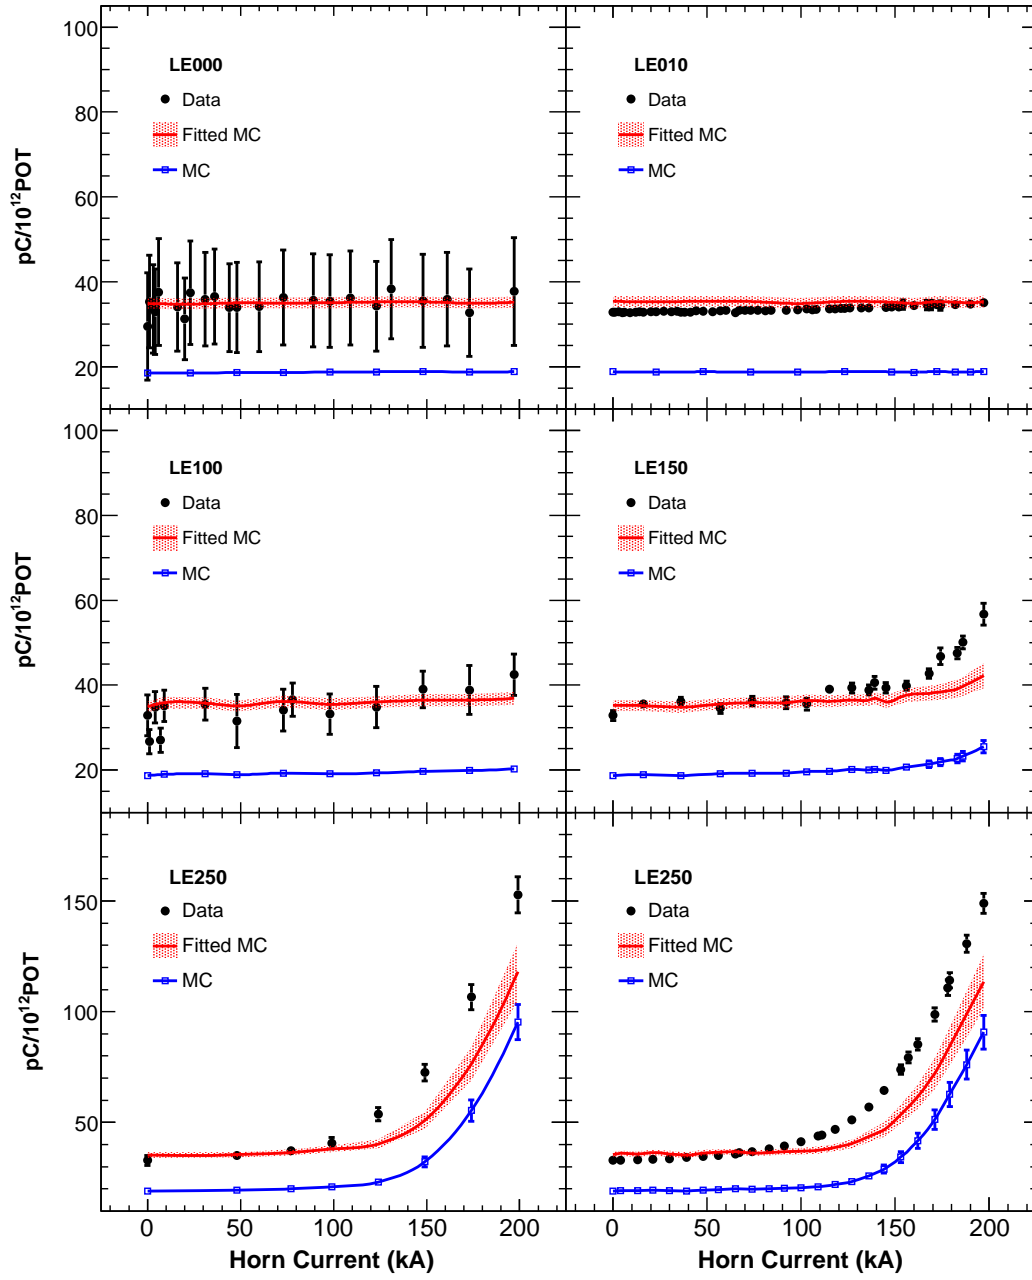 100
80
60
40
20
pC/10¹²POT
LE000
Data
Fitted MC
MC
LE010
Data
Fitted MC
MC
100
80
60
40
20
pC/10¹²POT
LE100
Data
Fitted MC
MC
LE150
Data
Fitted MC
MC
150
100
50
pC/10¹²POT
LE250
Data
Fitted MC
MC
LE250
Data
Fitted MC
MC
0 50 100 150 200
0 50 100 150 200
Horn Current (kA)
Horn Current (kA)